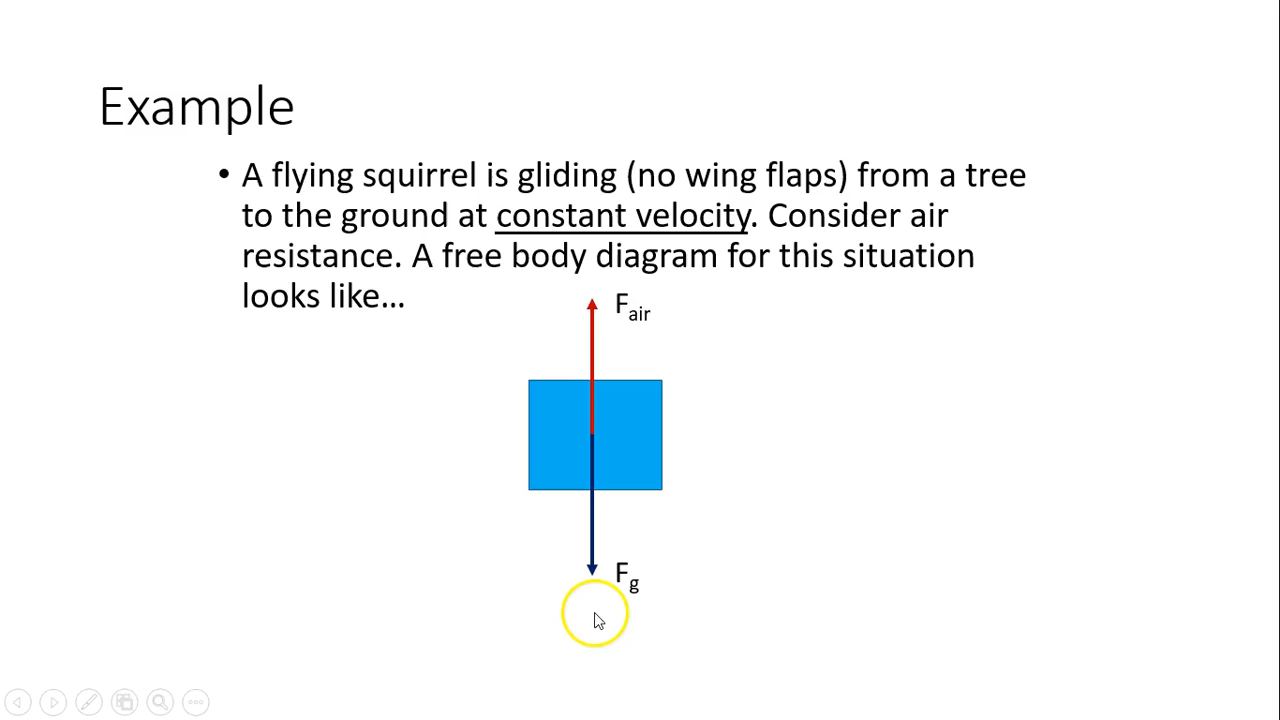 Example
• A flying squirrel is gliding (no wing flaps) from a tree
to the ground at constant velocity. Consider air
resistance. A free body diagram for this situation
looks like...
Fair
Fg